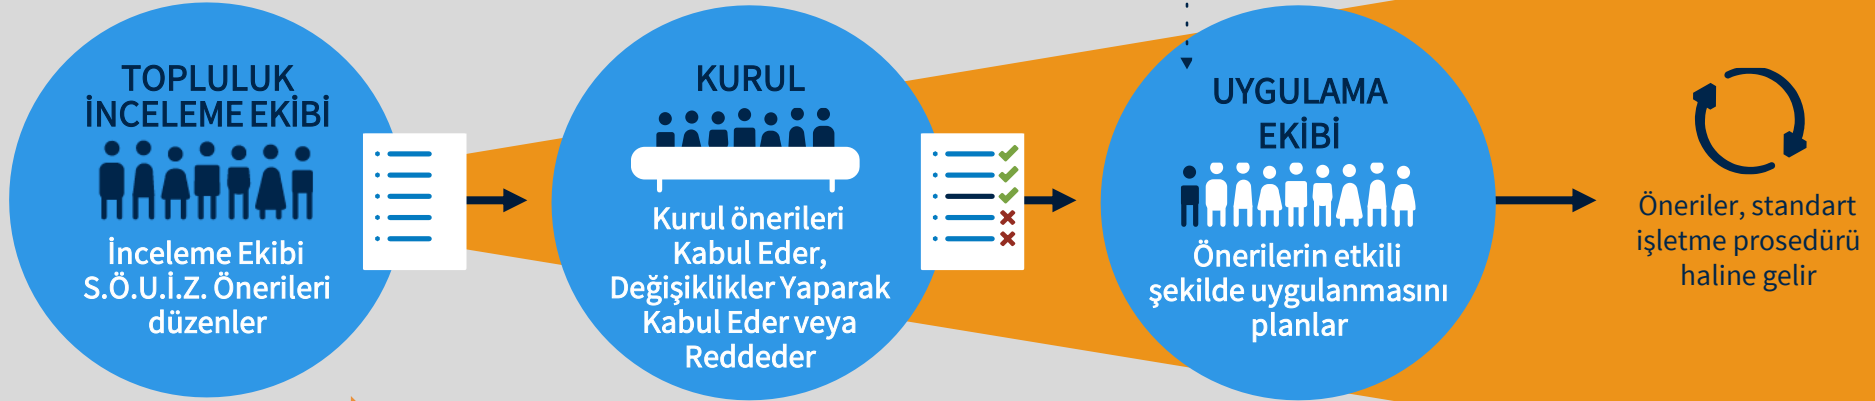 TOPLULUK
İNCELEME EKİBİ
İnceleme Ekibi
S.Ö.U.İ.Z. Önerileri
düzenler
KURUL
Kurul önerileri
Kabul Eder,
Değişiklikler Yaparak
Kabul Eder veya
Reddeder
UYGULAMA
EKİBİ
Önerilerin etkili
şekilde uygulanmasını
planlar
Öneriler, standart
işletme prosedürü
haline gelir